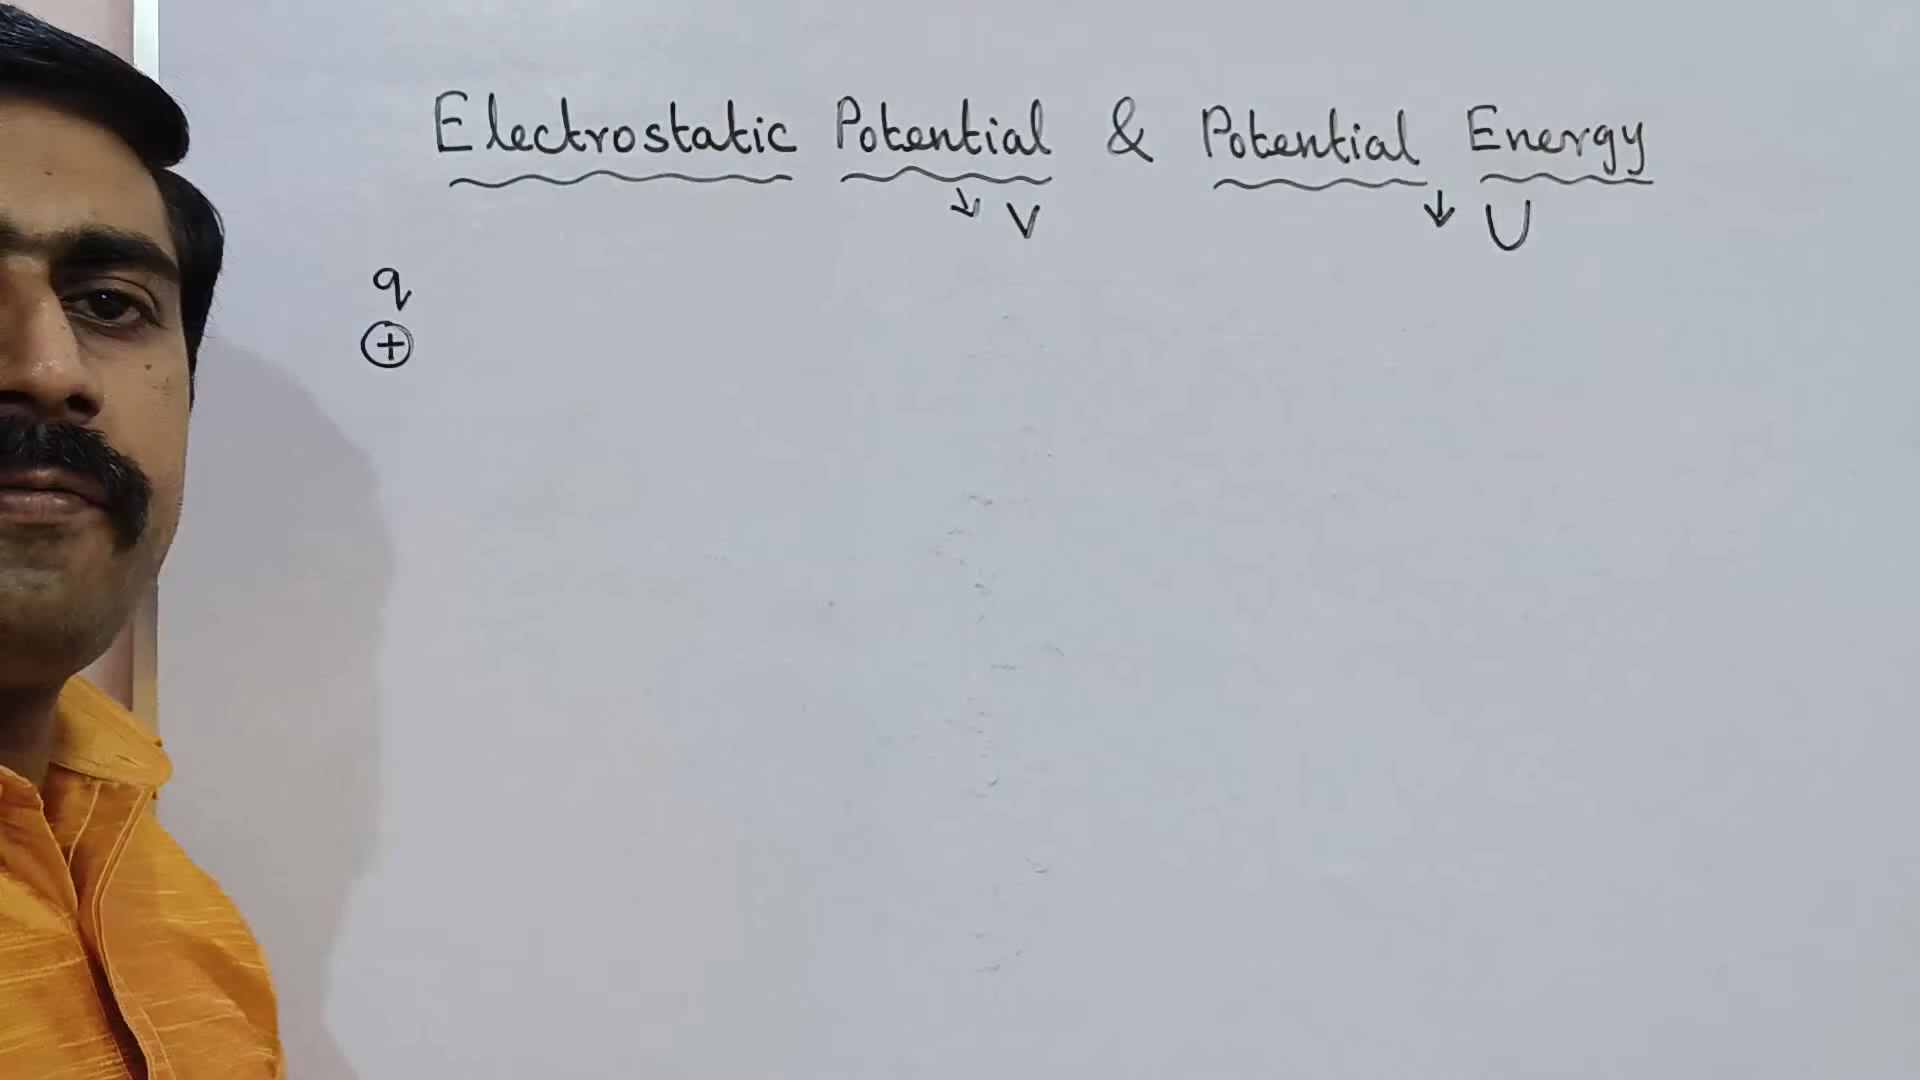 Electrostatic Potential & Potential Energy
↓ V ↓ U
q
+